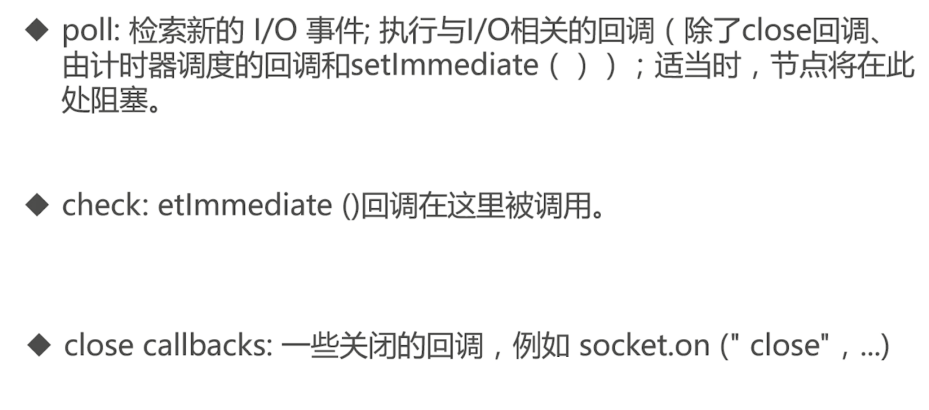 ◆ poll: 检索新的 I/O 事件; 执行与I/O相关的回调（除了close回调、
由计时器调度的回调和setImmediate（ ））；适当时，节点将在此
处阻塞。
◆ check: etImmediate ()回调在这里被调用。
◆ close callbacks: 一些关闭的回调，例如 socket.on (" close"，...)